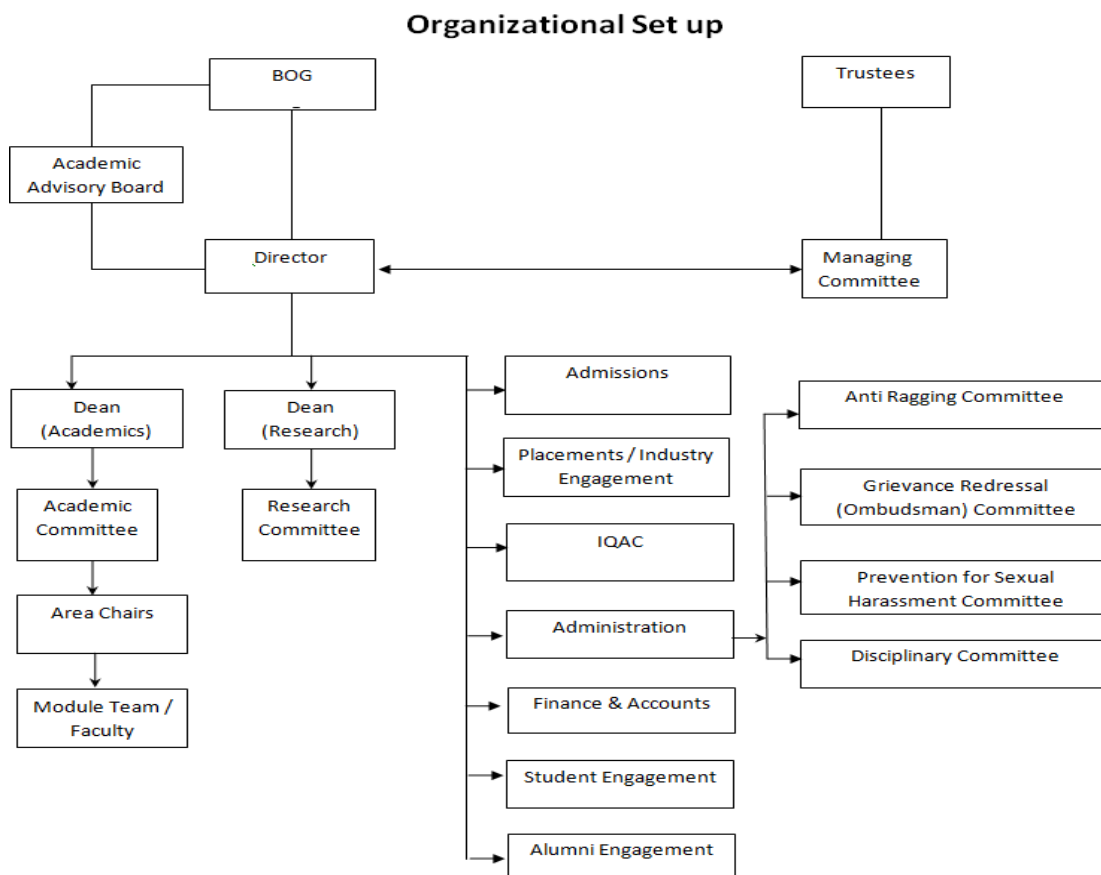 Organizational Set up
BOG
Trustees
Academic
Advisory Board
Director
Managing
Committee
Dean
(Academics)
Academic
Committee
Area Chairs
Module Team /
Faculty
Dean
(Research)
Research
Committee
Admissions
Placements / Industry
Engagement
IQAC
Administration
Finance & Accounts
Student Engagement
Alumni Engagement
Anti Ragging Committee
Grievance Redressal
(Ombudsman) Committee
Prevention for Sexual
Harassment Committee
Disciplinary Committee